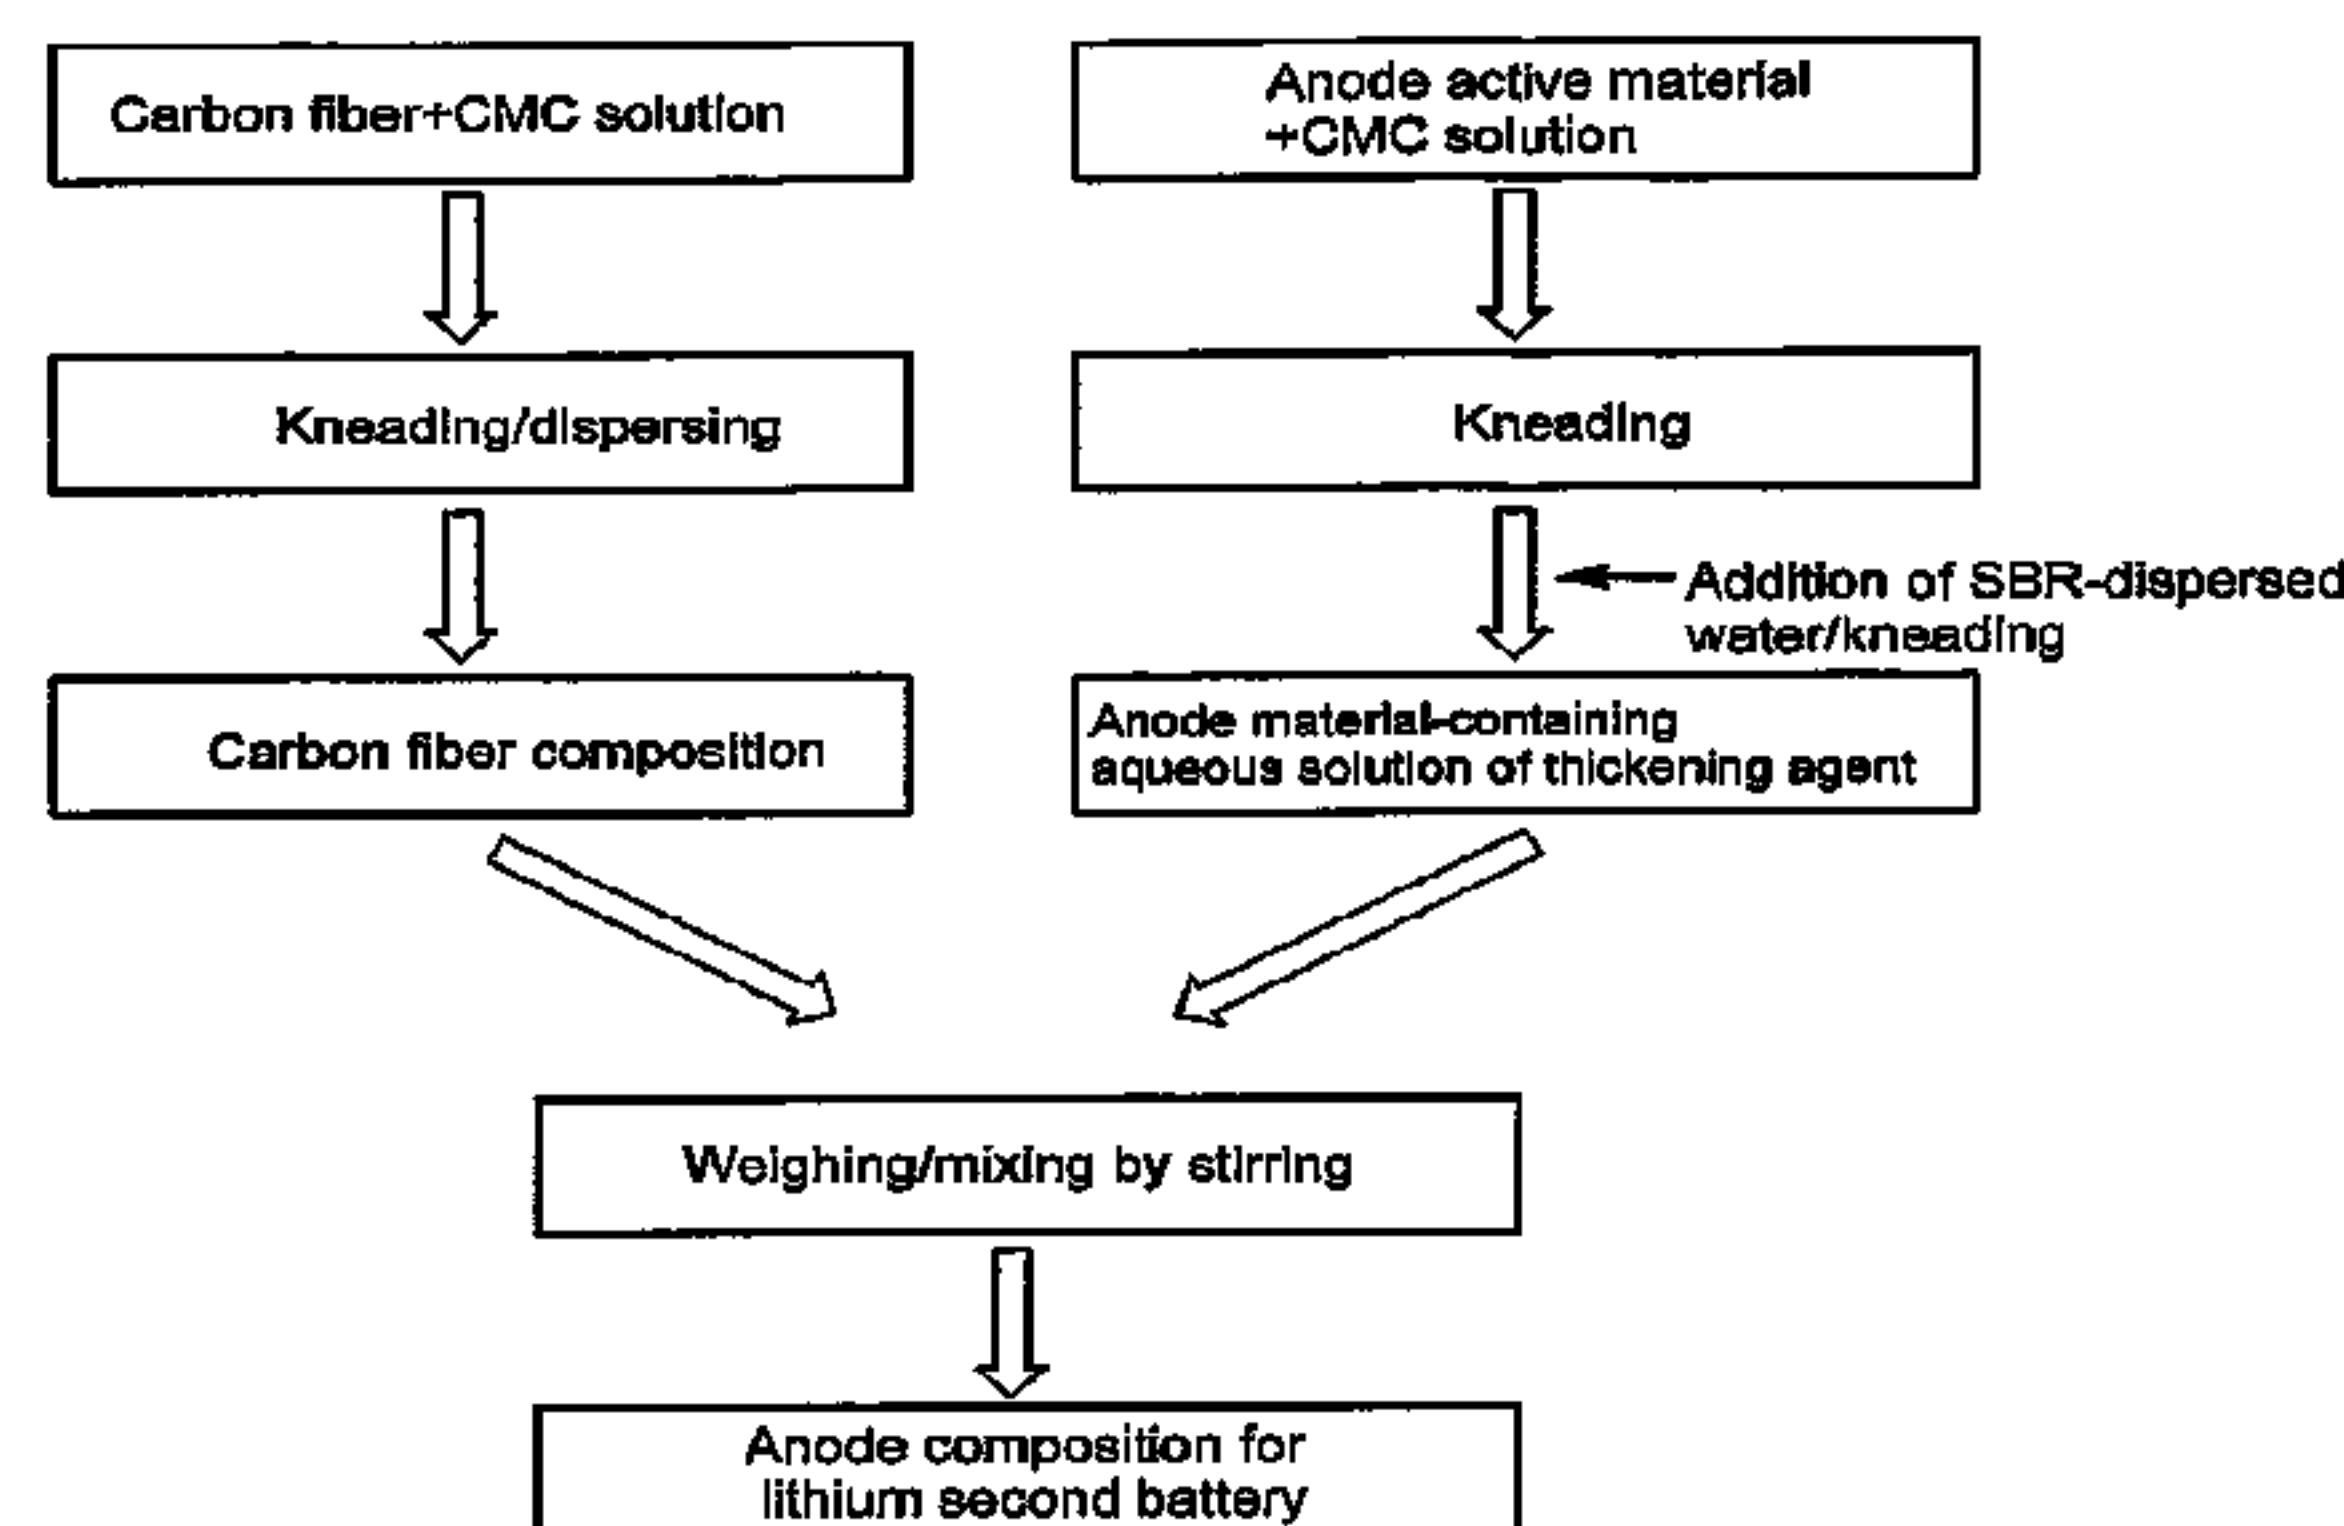 Carbon fiber+CMC solution
Anode active material
+CMC solution
Kneading/dispersing
Kneading
Addition of SBR-dispersed
water/kneading
Carbon fiber composition
Anode material-containing
aqueous solution of thickening agent
Weighing/mixing by stirring
Anode composition for
lithium second battery